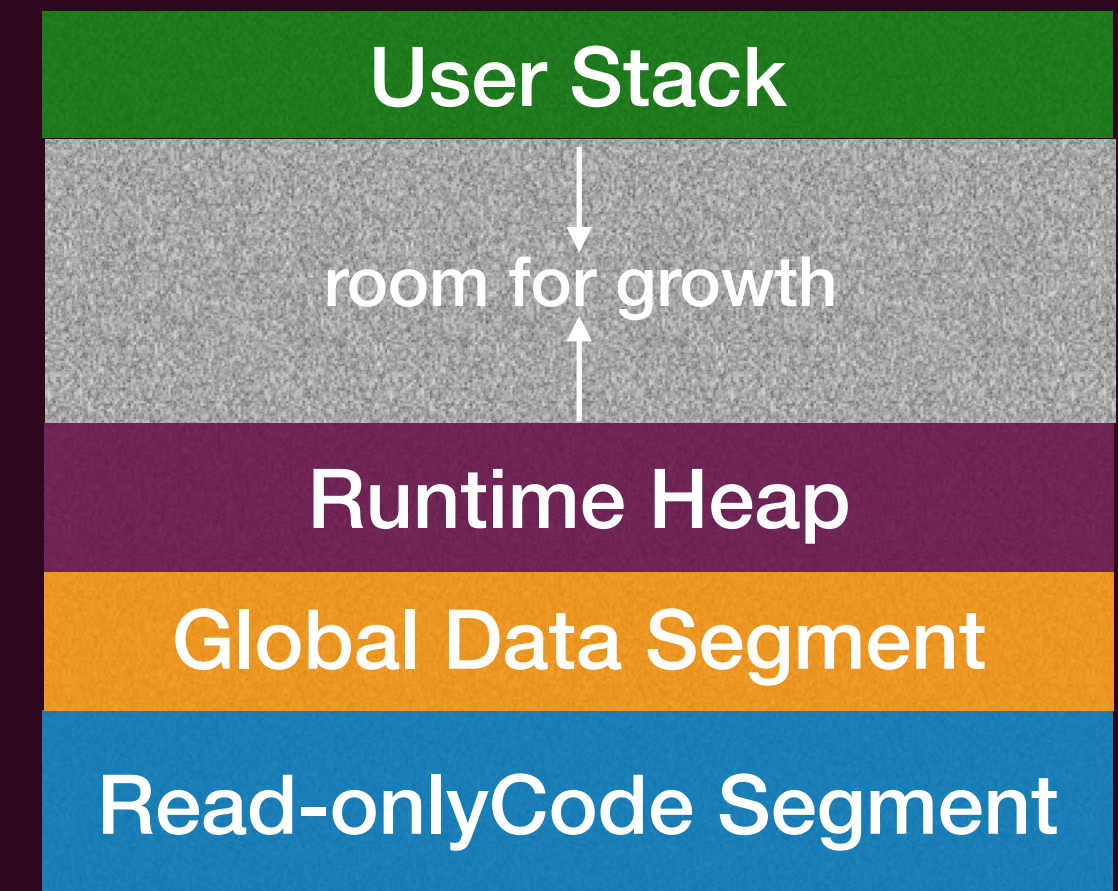 User Stack
room for growth
Runtime Heap
Global Data Segment
Read-onlyCode Segment